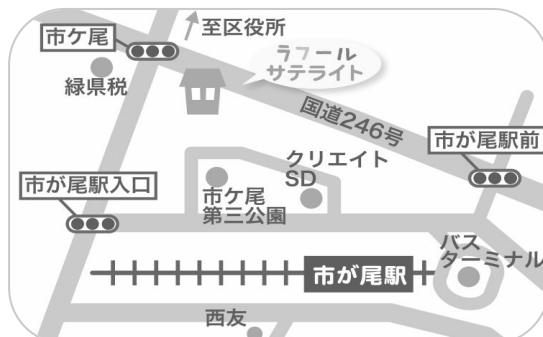 至区役所
市ケ尾
ラフール
サテライト
緑県税
国道246号
市が尾駅前
クリエイト
SD
市が尾駅入口
市ケ尾
第三公園
バス
ターミナル
市が尾駅
西友